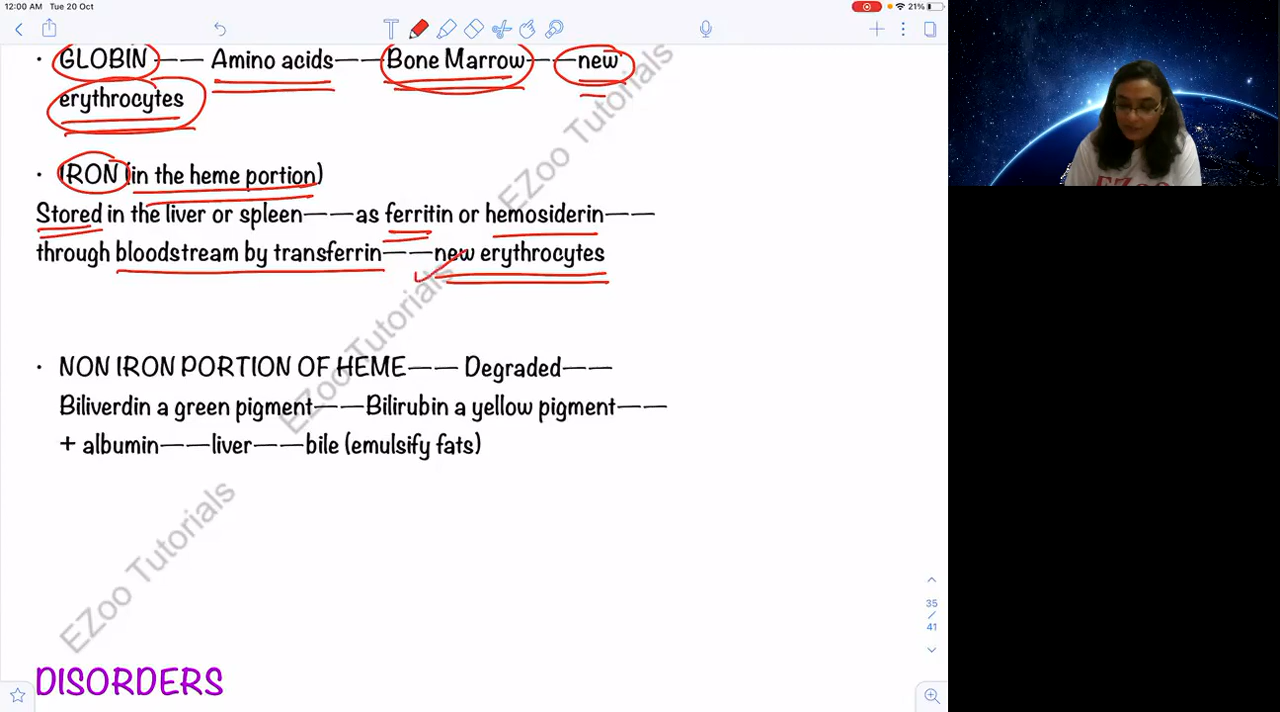 12:00 AM Tue 20 Oct
21%
· GLOBIN—— Amino acids—— Bone Marrow——new
erythrocytes
· IRON (in the heme portion)
Stored in the liver or spleen——as ferritin or hemosiderin——
through bloodstream by transferrin——new erythrocytes
· NON IRON PORTION OF HEME—— Degraded——
Biliverdin a green pigment——Bilirubin a yellow pigment——
+ albumin——liver——bile (emulsify fats)
DISORDERS
EZoo Tutorials
EZoo Tutorials
EZoo Tutorials
35
/
41
EZoo